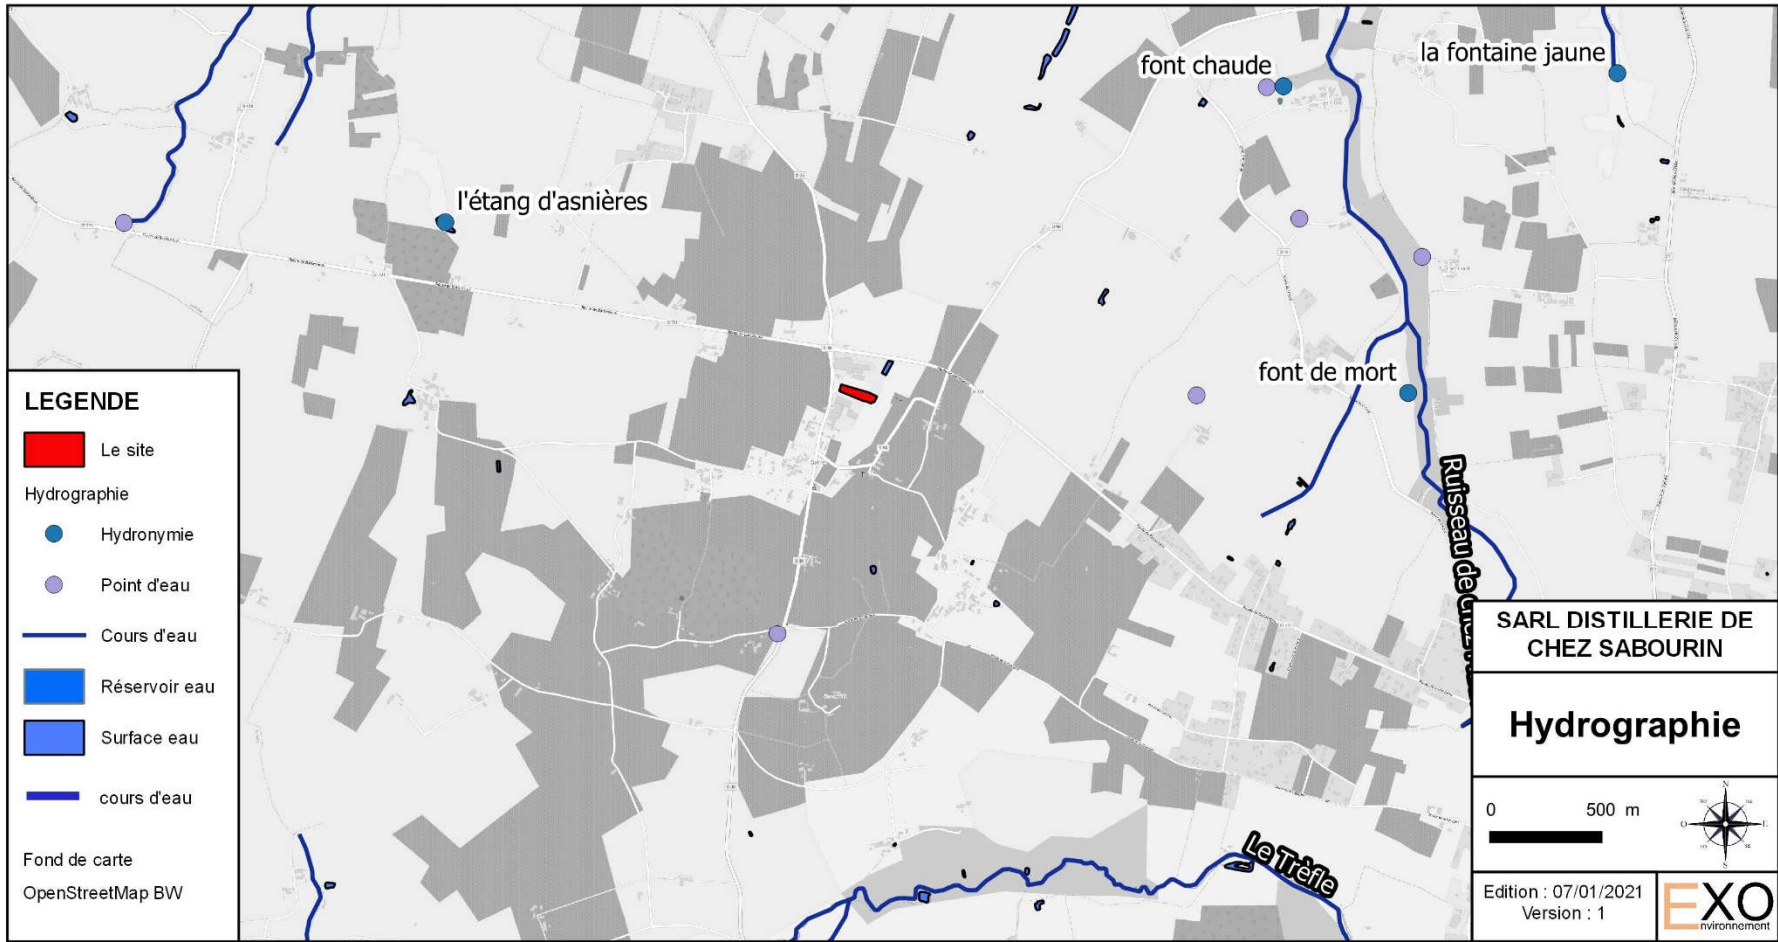 font chaude
la fontaine jaune
l'étang d'asnières
font de mort
Ruisseau de
Le Trèfle
LEGENDE
Le site
Hydrographie
Hydronymie
Point d'eau
Cours d'eau
Réservoir eau
Surface eau
cours d'eau
Fond de carte
OpenStreetMap BW
SARL DISTILLERIE DE
CHEZ SABOURIN
Hydrographie
0 500 m
N
O E
S
Edition : 07/01/2021
Version : 1
EXO
nvironnement